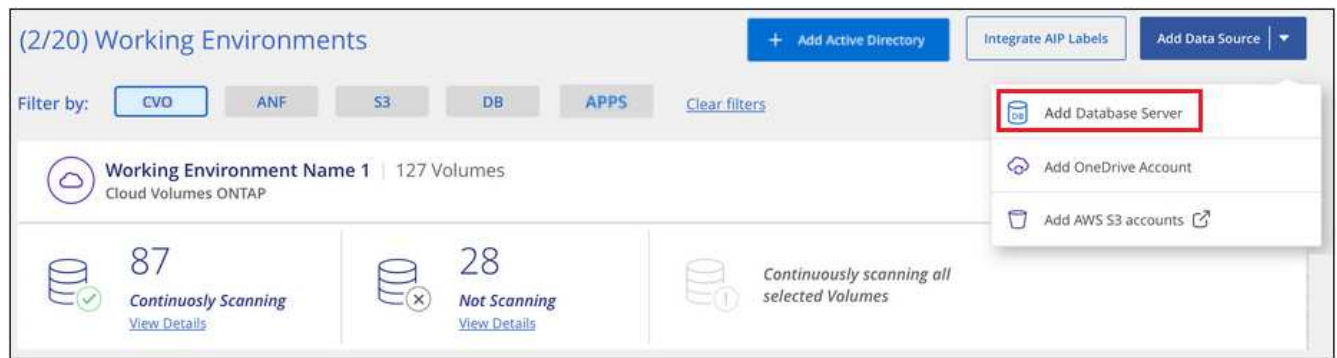 (2/20) Working Environments
+ Add Active Directory
Integrate AIP Labels
Add Data Source
Filter by:
CVO
ANF
S3
DB
APPS
Clear filters
DB
Add Database Server
Add OneDrive Account
Add AWS S3 accounts
Working Environment Name 1 | 127 Volumes
Cloud Volumes ONTAP
87
Continuosly Scanning
View Details
28
Not Scanning
View Details
Continuously scanning all
selected Volumes